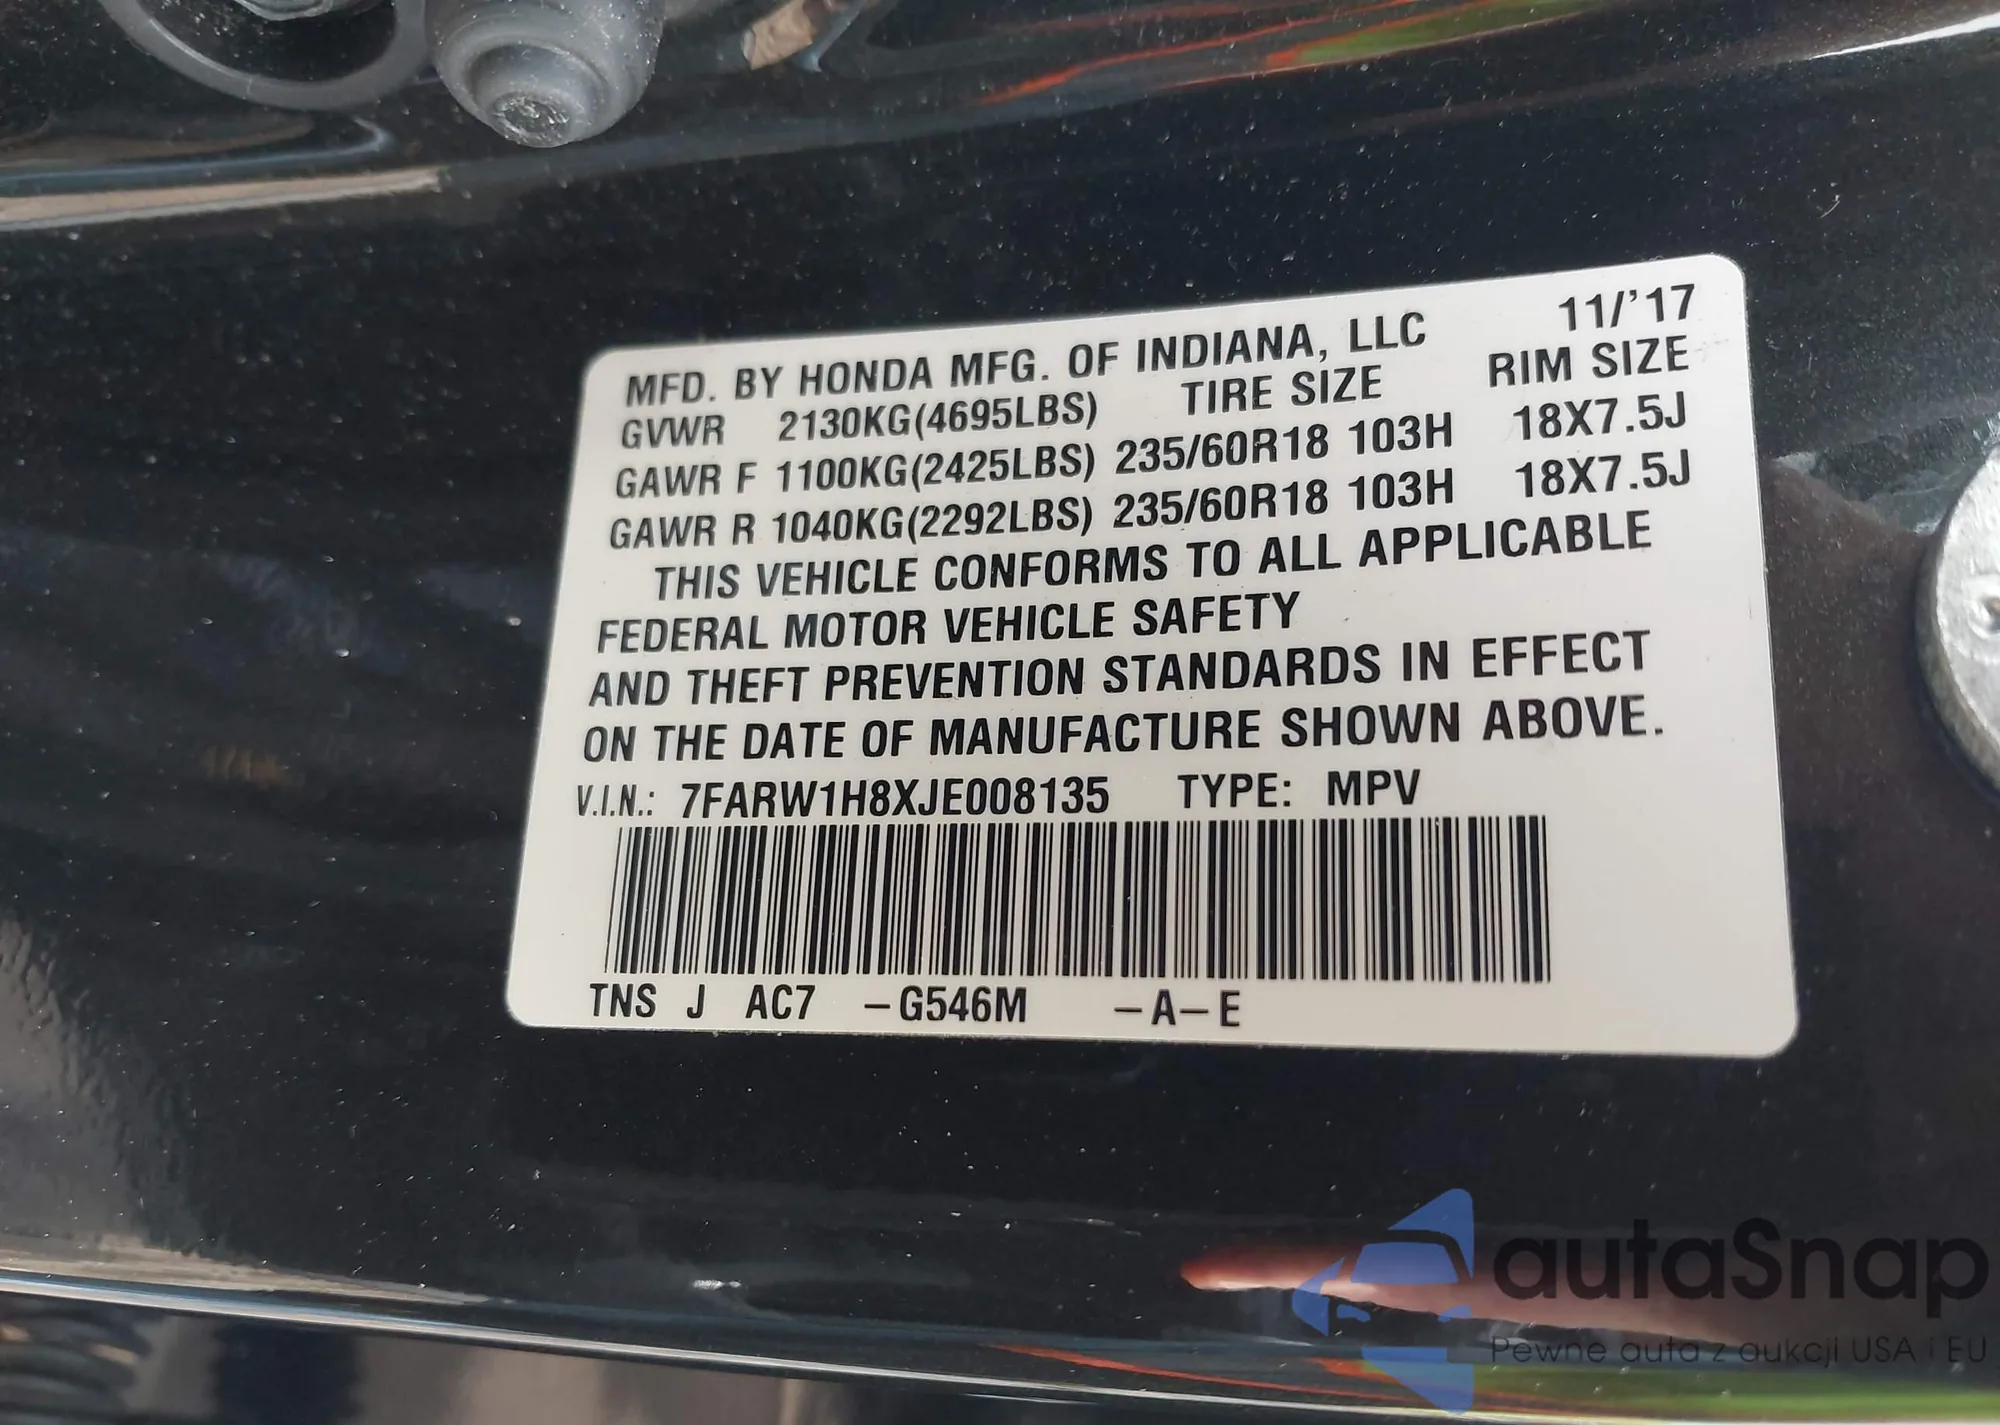 MFD. BY HONDA MFG. OF INDIANA, LLC 11/'17
GVWR 2130KG(4695LBS) TIRE SIZE RIM SIZE
GAWR F 1100KG(2425LBS) 235/60R18 103H 18X7.5J
GAWR R 1040KG(2292LBS) 235/60R18 103H 18X7.5J
THIS VEHICLE CONFORMS TO ALL APPLICABLE
FEDERAL MOTOR VEHICLE SAFETY
AND THEFT PREVENTION STANDARDS IN EFFECT
ON THE DATE OF MANUFACTURE SHOWN ABOVE.
V.I.N.: 7FARW1H8XJE008135 TYPE: MPV
TNS J AC7 –G546M –A–E
autaSnap
Pewne auta z aukcji USA i EU